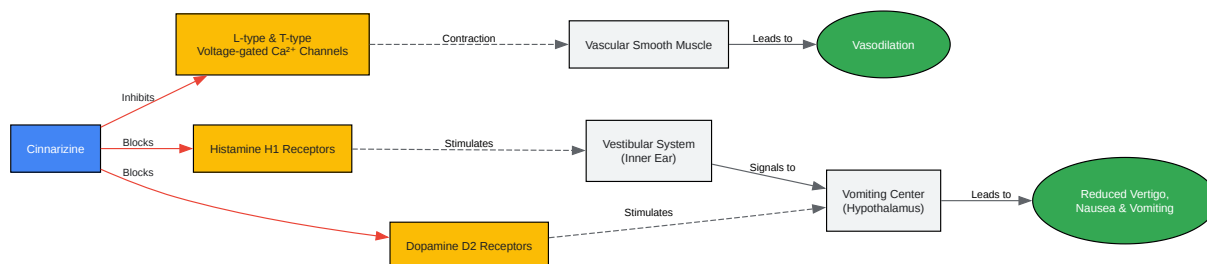 L-type & T-type
Voltage-gated Ca²⁺ Channels
Contraction
Vascular Smooth Muscle
Leads to
Vasodilation
Inhibits
Cinnarizine
Blocks
Histamine H1 Receptors
Stimulates
Vestibular System
(Inner Ear)
Signals to
Blocks
Dopamine D2 Receptors
Stimulates
Vomiting Center
(Hypothalamus)
Leads to
Reduced Vertigo,
Nausea & Vomiting